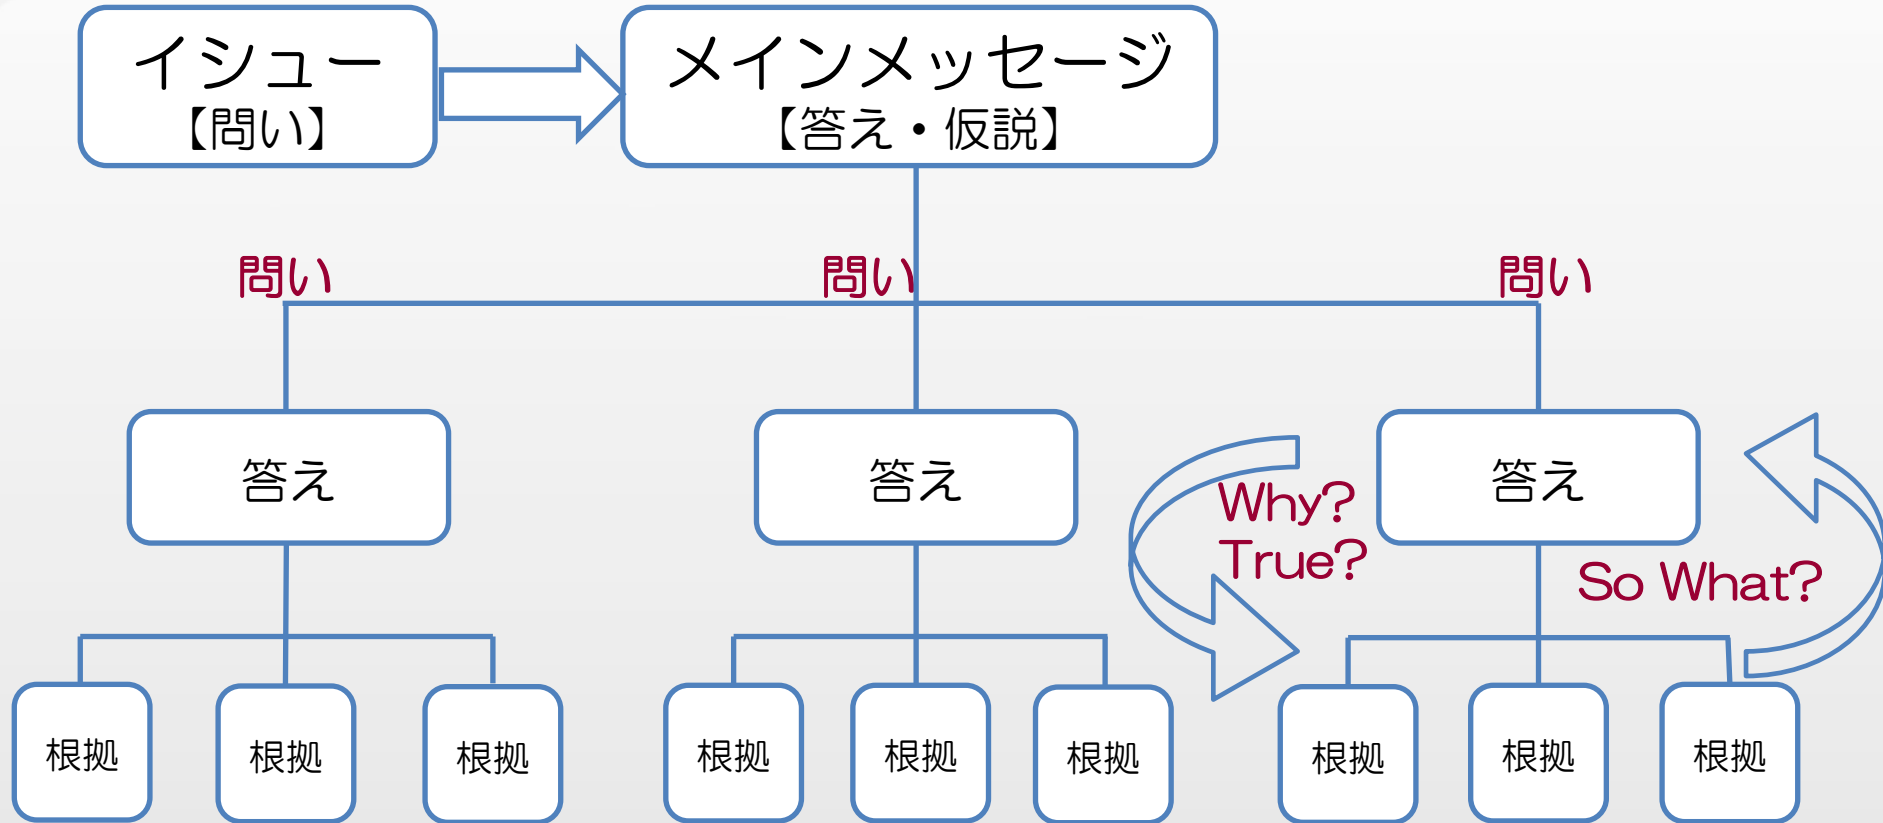 イシュー
【問い】
メインメッセージ
【答え・仮説】
問い
問い
問い
答え
答え
答え
Why?
True?
So What?
根拠
根拠
根拠
根拠
根拠
根拠
根拠
根拠
根拠